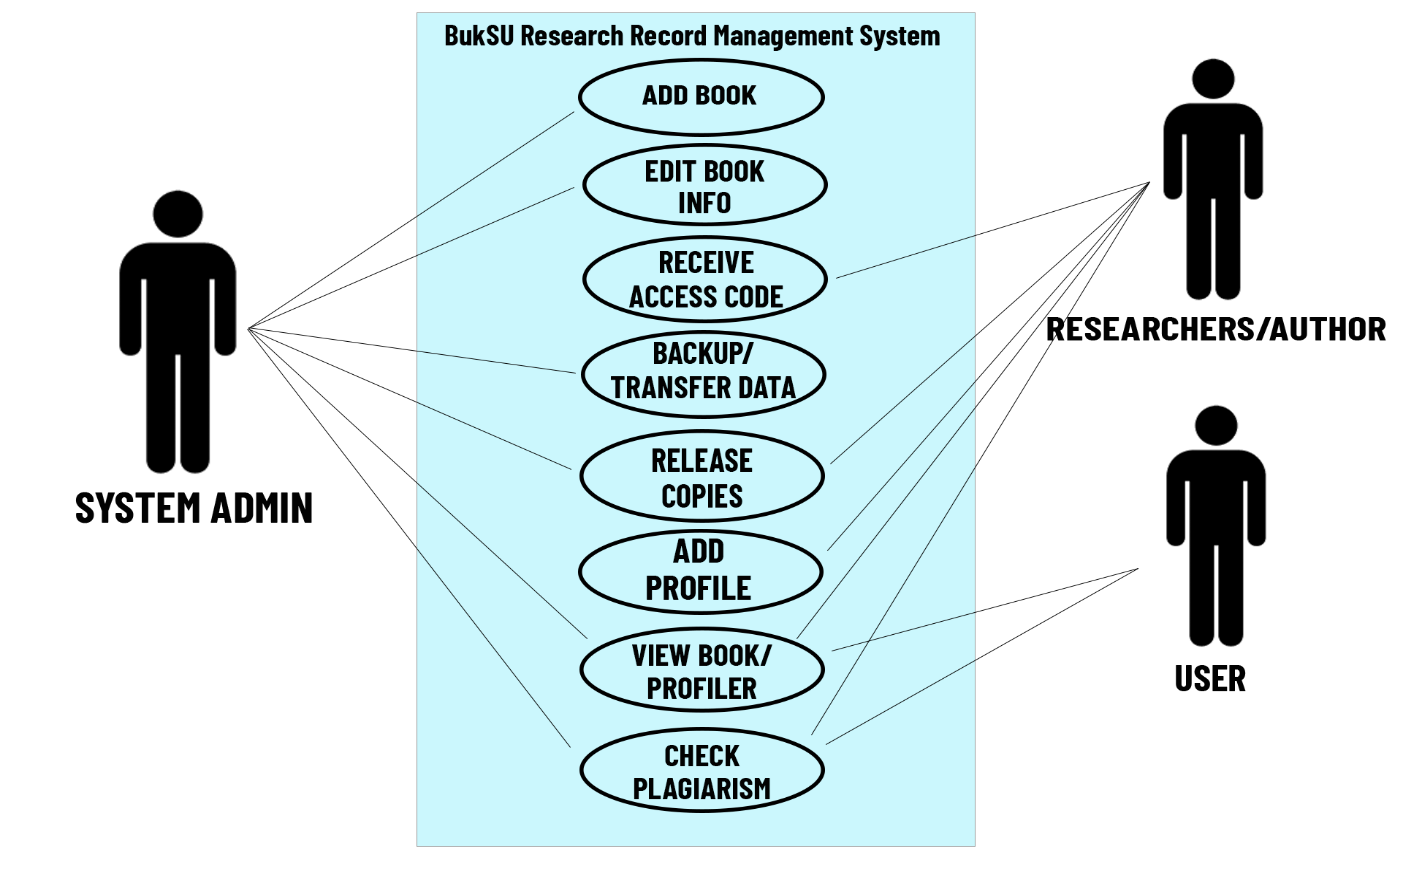 BukSU Research Record Management System
ADD BOOK
EDIT BOOK
INFO
RECEIVE
ACCESS CODE
BACKUP/
TRANSFER DATA
RELEASE
COPIES
ADD
PROFILE
VIEW BOOK/
PROFILER
CHECK
PLAGIARISM
SYSTEM ADMIN
RESEARCHERS/AUTHOR
USER